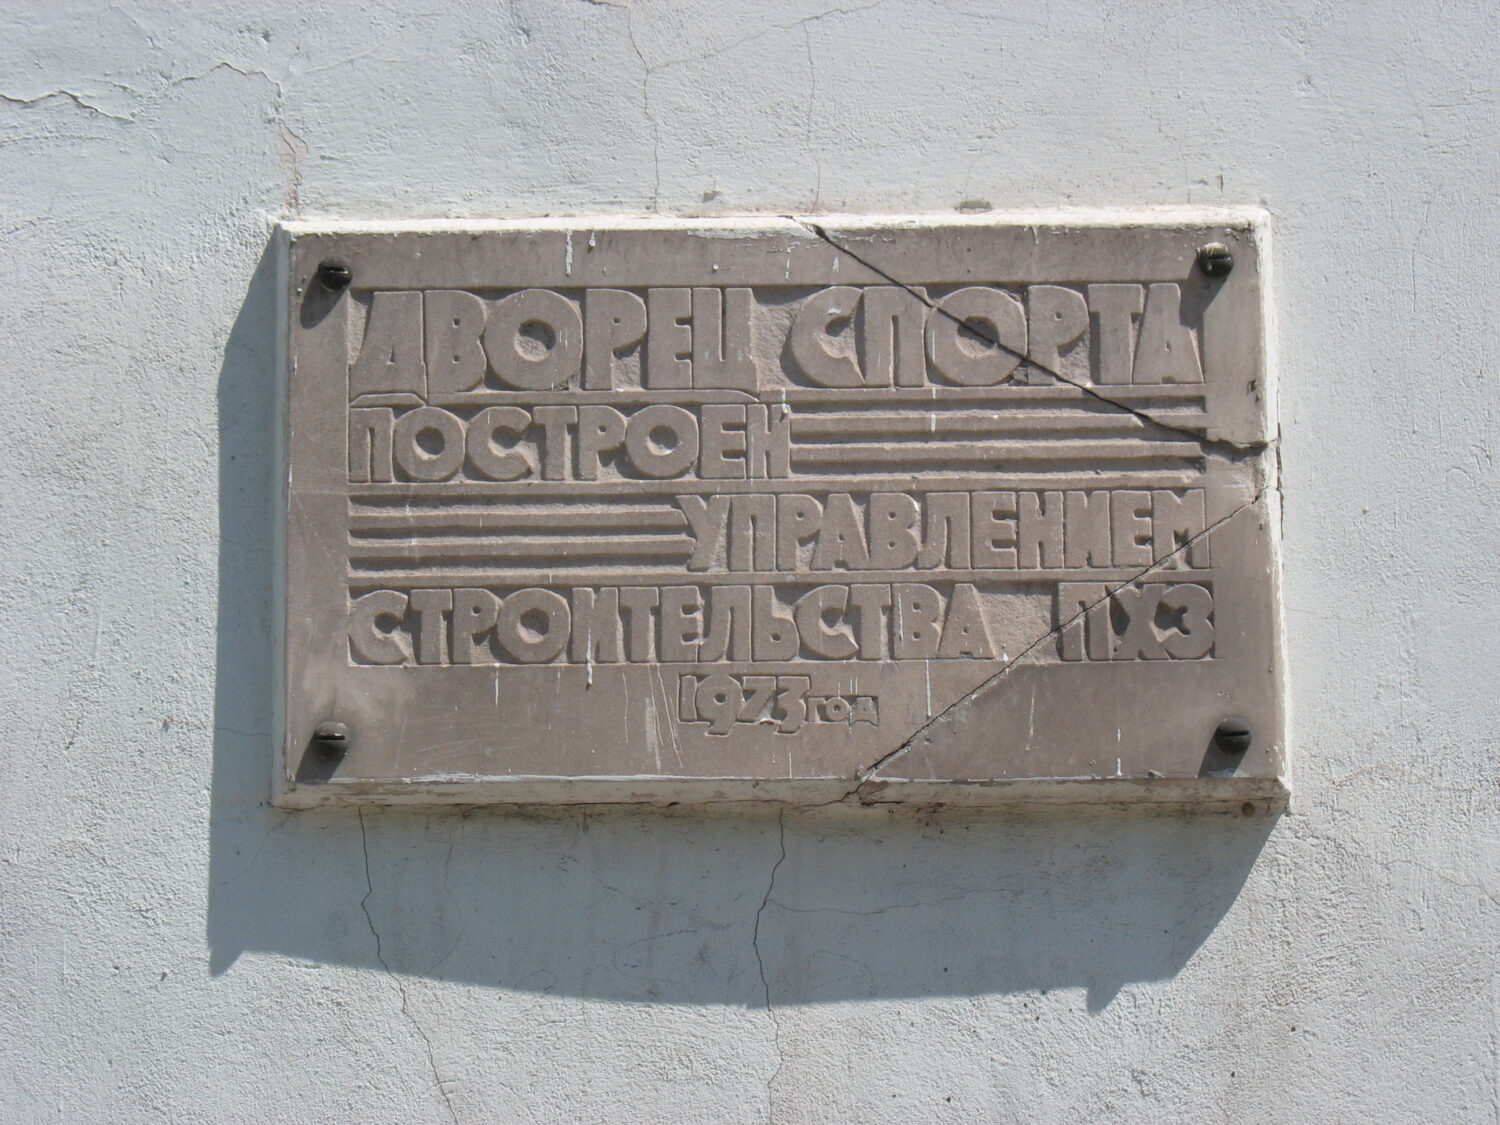 ДВОРЕЦ СПОРТА
ПОСТРОЕН
УПРАВЛЕНИЕМ
СТРОИТЕЛЬСТВА ПХЗ
1973 год